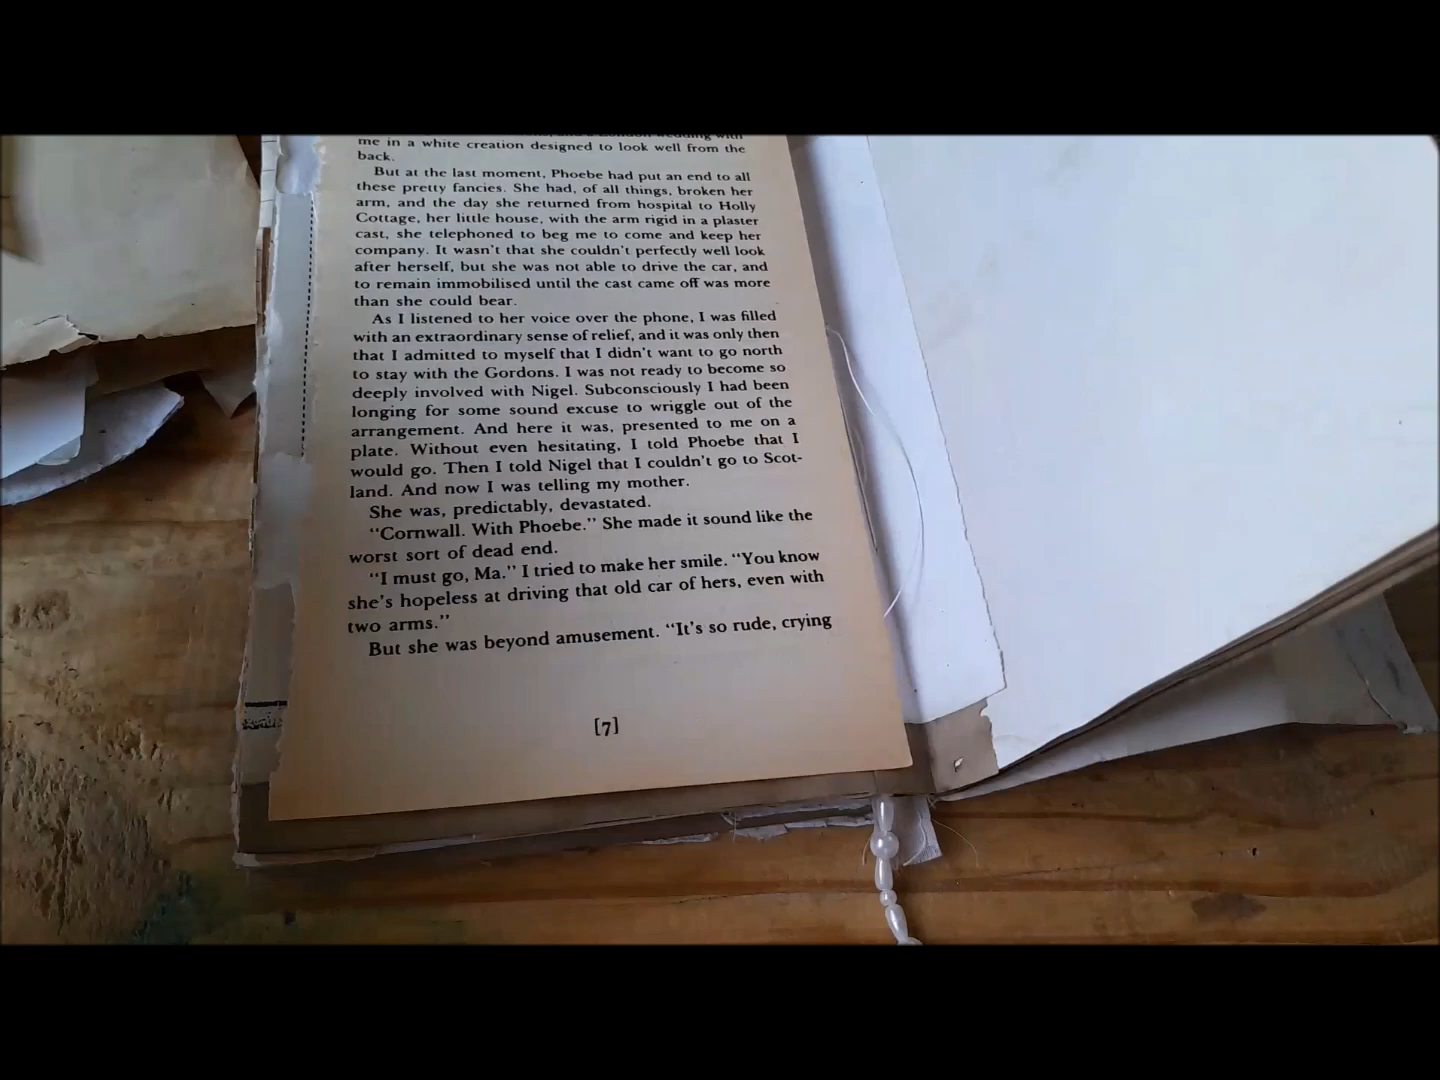 a London wedding with
me in a white creation designed to look well from the
back.
But at the last moment, Phoebe had put an end to all
these pretty fancies. She had, of all things, broken her
arm, and the day she returned from hospital to Holly
Cottage, her little house, with the arm rigid in a plaster
cast, she telephoned to beg me to come and keep her
company. It wasn't that she couldn't perfectly well look
after herself, but she was not able to drive the car, and
to remain immobilised until the cast came off was more
than she could bear.
As I listened to her voice over the phone, I was filled
with an extraordinary sense of relief, and it was only then
that I admitted to myself that I didn't want to go north
to stay with the Gordons. I was not ready to become so
deeply involved with Nigel. Subconsciously I had been
longing for some sound excuse to wriggle out of the
arrangement. And here it was, presented to me on a
plate. Without even hesitating, I told Phoebe that I
would go. Then I told Nigel that I couldn't go to Scot-
land. And now I was telling my mother.
She was, predictably, devastated.
"Cornwall. With Phoebe." She made it sound like the
worst sort of dead end.
"I must go, Ma." I tried to make her smile. "You know
she's hopeless at driving that old car of hers, even with
two arms."
But she was beyond amusement. "It's so rude, crying
[7]